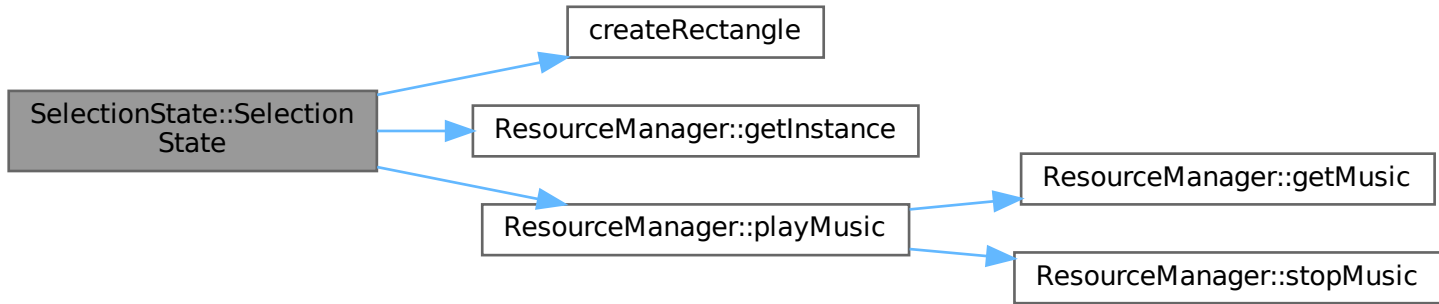 createRectangle
SelectionState::Selection
State
ResourceManager::getInstance
ResourceManager::playMusic
ResourceManager::getMusic
ResourceManager::stopMusic